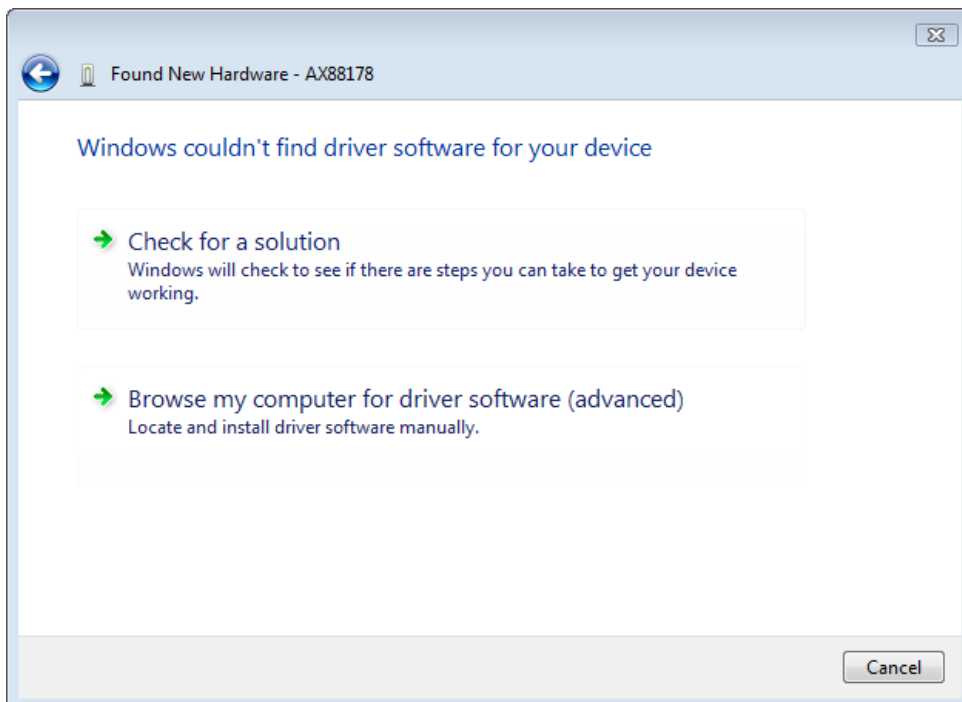 Found New Hardware - AX88178
Windows couldn't find driver software for your device
Check for a solution
Windows will check to see if there are steps you can take to get your device
working.
Browse my computer for driver software (advanced)
Locate and install driver software manually.
Cancel